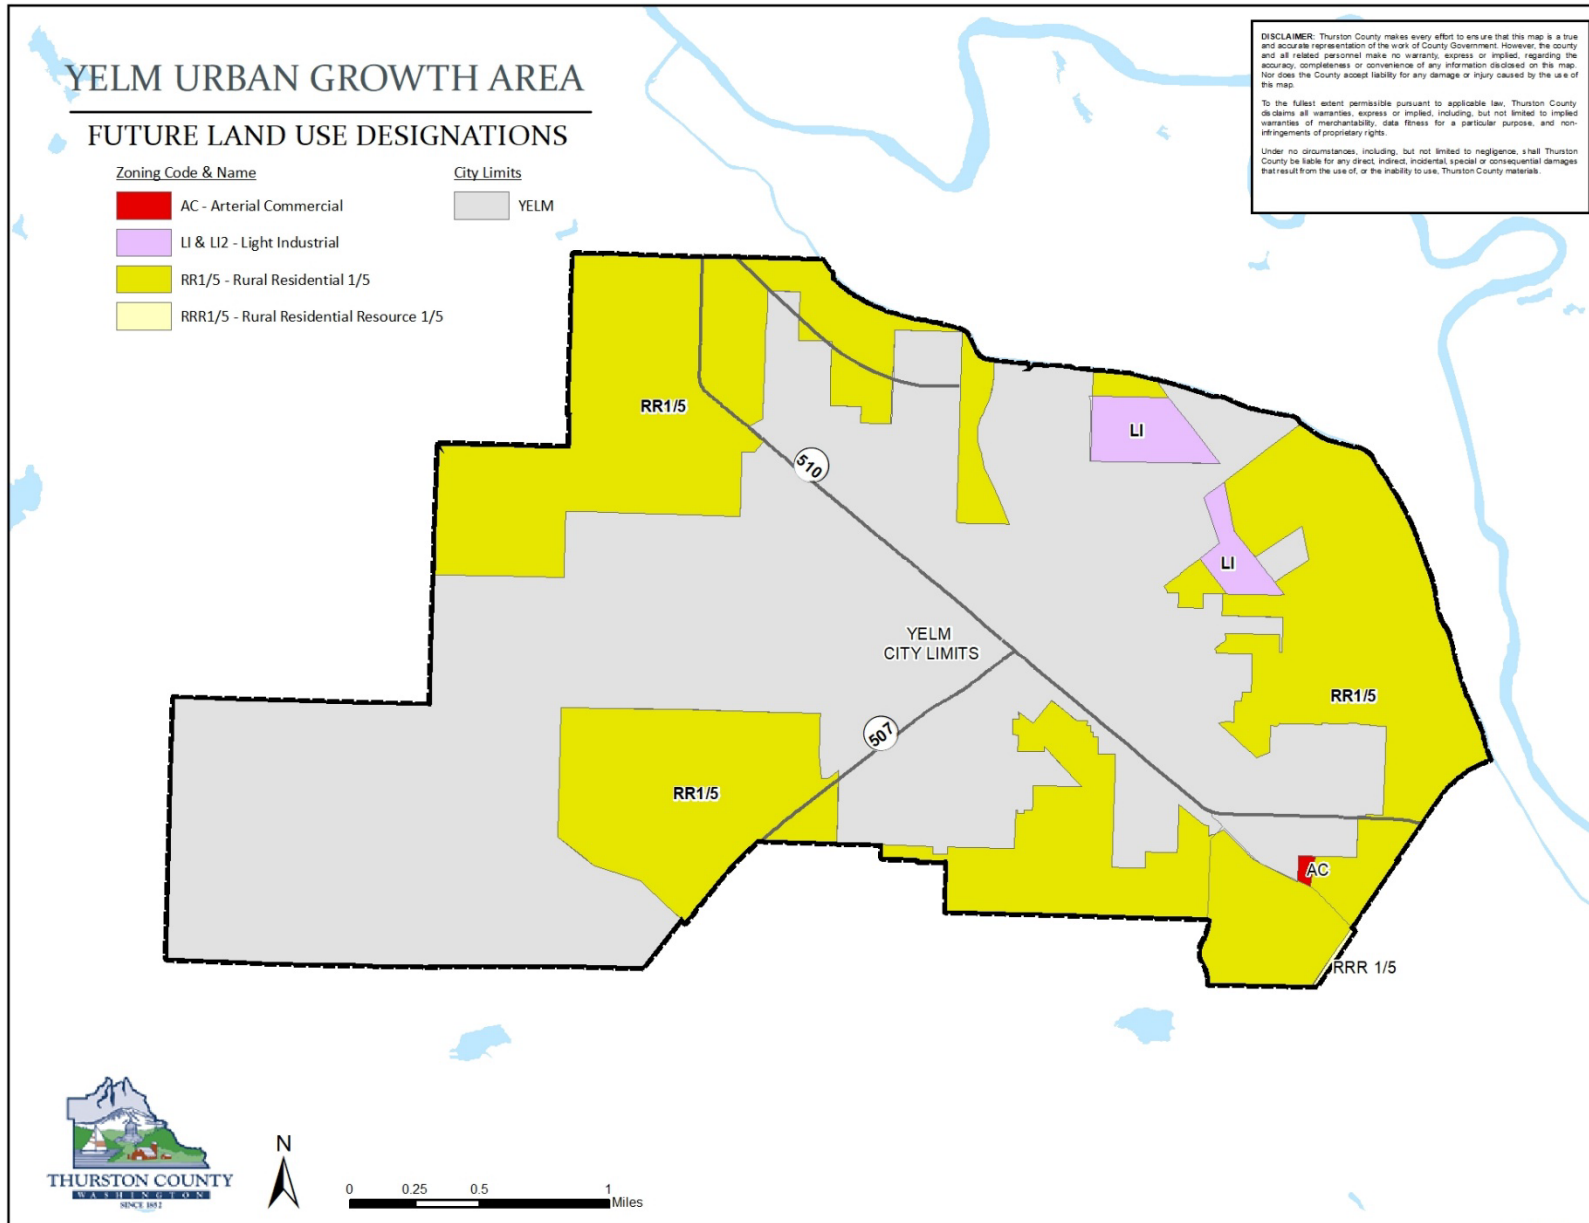 YELM URBAN GROWTH AREA
FUTURE LAND USE DESIGNATIONS
Zoning Code & Name
AC - Arterial Commercial
LI & LI2 - Light Industrial
RR1/5 - Rural Residential 1/5
RRR1/5 - Rural Residential Resource 1/5
City Limits
YELM
DISCLAIMER: Thurston County makes every effort to ensure that this map is a true
and accurate representation of the work of County Government. However, the county
and all related personnel make no warranty, express or implied, regarding the
accuracy, completeness or convenience of any information disclosed on this map.
Nor does the County accept liability for any damage or injury caused by the use of
this map.
To the fullest extent permissible pursuant to applicable law, Thurston County
disclaims all warranties, express or implied, including, but not limited to implied
warranties of merchantability, data fitness for a particular purpose, and non-
infringements of proprietary rights.
Under no circumstances, including, but not limited to negligence, shall Thurston
County be liable for any direct, indirect, incidental, special or consequential damages
that result from the use of, or the inability to use, Thurston County materials.
RR1/5
LI
510
LI
YELM
CITY LIMITS
RR1/5
507
RR1/5
AC
RRR 1/5
THURSTON COUNTY
WASHINGTON
SINCE 1852
N
0 0.25 0.5 1
Miles